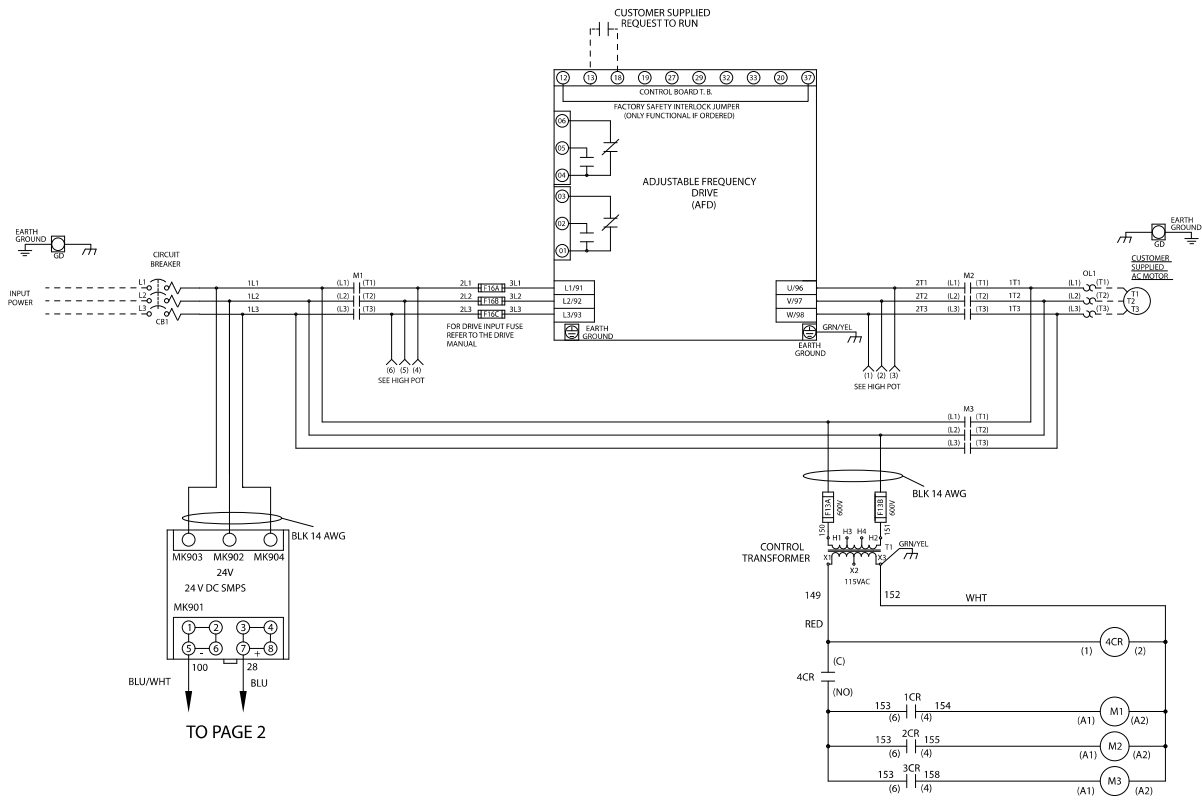 CUSTOMER SUPPLIED
REQUEST TO RUN
12 13 18 19 27 29 32 33 20 37
CONTROL BOARD T. B.
FACTORY SAFETY INTERLOCK JUMPER
(ONLY FUNCTIONAL IF ORDERED)
06
05
04
03
02
01
ADJUSTABLE FREQUENCY
DRIVE
(AFD)
EARTH
GROUND
GD
CIRCUIT
BREAKER
INPUT
POWER
L1
L2
L3
CB1
1L1
1L2
1L3
M1
(L1) (T1)
(L2) (T2)
(L3) (T3)
2L1 F16A 3L1
2L2 F16B 3L2
2L3 F16C 3L3
FOR DRIVE INPUT FUSE
REFER TO THE DRIVE
MANUAL
(6) (5) (4)
SEE HIGH POT
L1/91
L2/92
L3/93
EARTH
GROUND
U/96
V/97
W/98
GRN/YEL
EARTH
GROUND
2T1
2T2
2T3
(1) (2) (3)
SEE HIGH POT
M2
(L1) (T1)
(L2) (T2)
(L3) (T3)
1T1
1T2
1T3
EARTH
GROUND
GD
CUSTOMER
SUPPLIED
AC MOTOR
OL1
(L1) (T1)
(L2) (T2)
(L3) (T3)
T1
T2
T3
M3
(L1) (T1)
(L2) (T2)
(L3) (T3)
BLK 14 AWG
F13A
600V
F13B
600V
150
151
H1 H3 H4 H2
CONTROL
TRANSFORMER
T1
GRN/YEL
X1 X2 X3
115VAC
149
152
WHT
RED
4CR
(1) (2)
(C)
4CR
(NO)
1CR
153 154
(6) (4)
M1
(A1) (A2)
2CR
153 155
(6) (4)
M2
(A1) (A2)
3CR
153 158
(6) (4)
M3
(A1) (A2)
BLK 14 AWG
MK903 MK902 MK904
24V
24 V DC SMPS
MK901
1 2 3 4
5 - 6 7 + 8
100 28
BLU/WHT BLU
TO PAGE 2